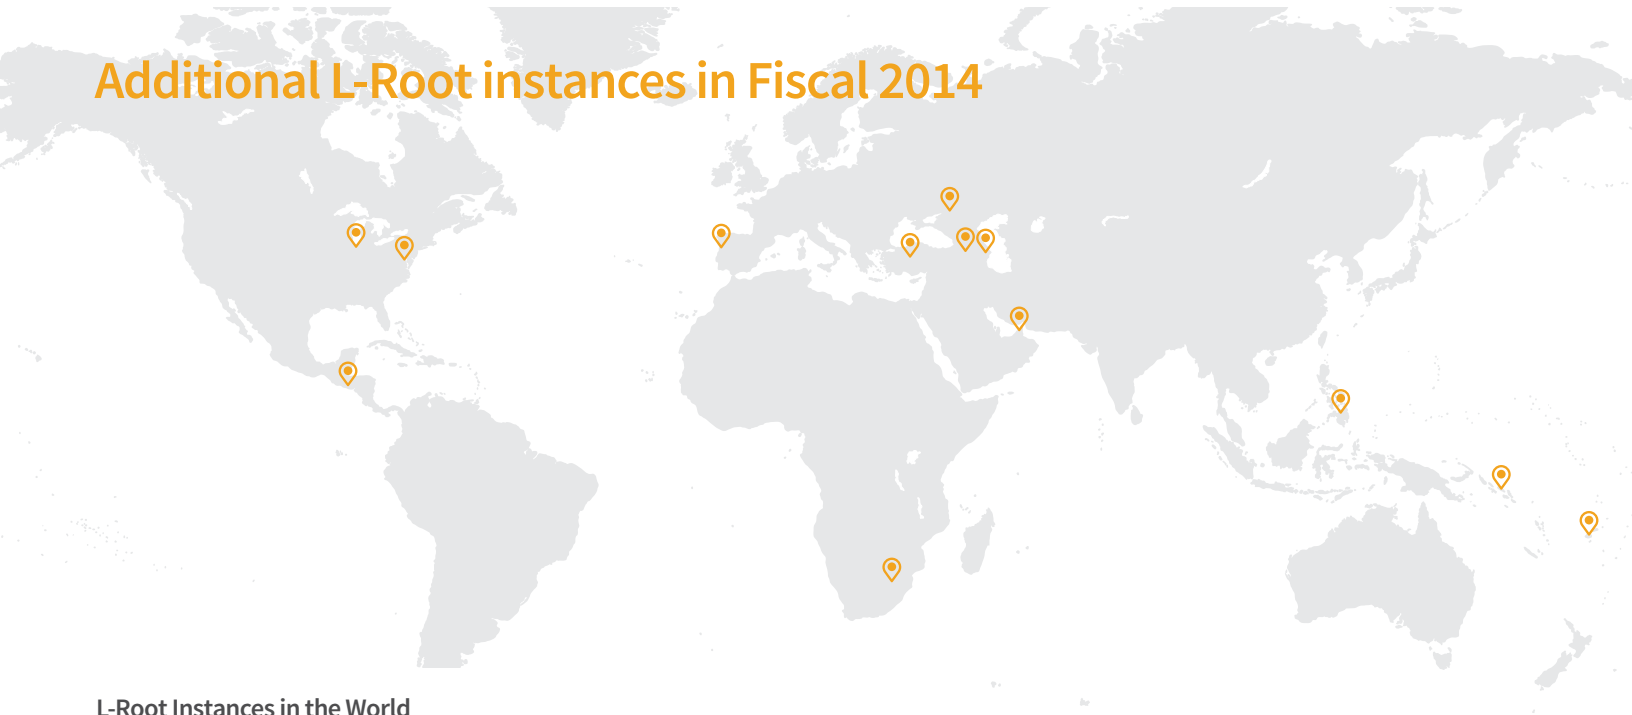 Additional L-Root instances in Fiscal 2014
L-Root Instances in the World